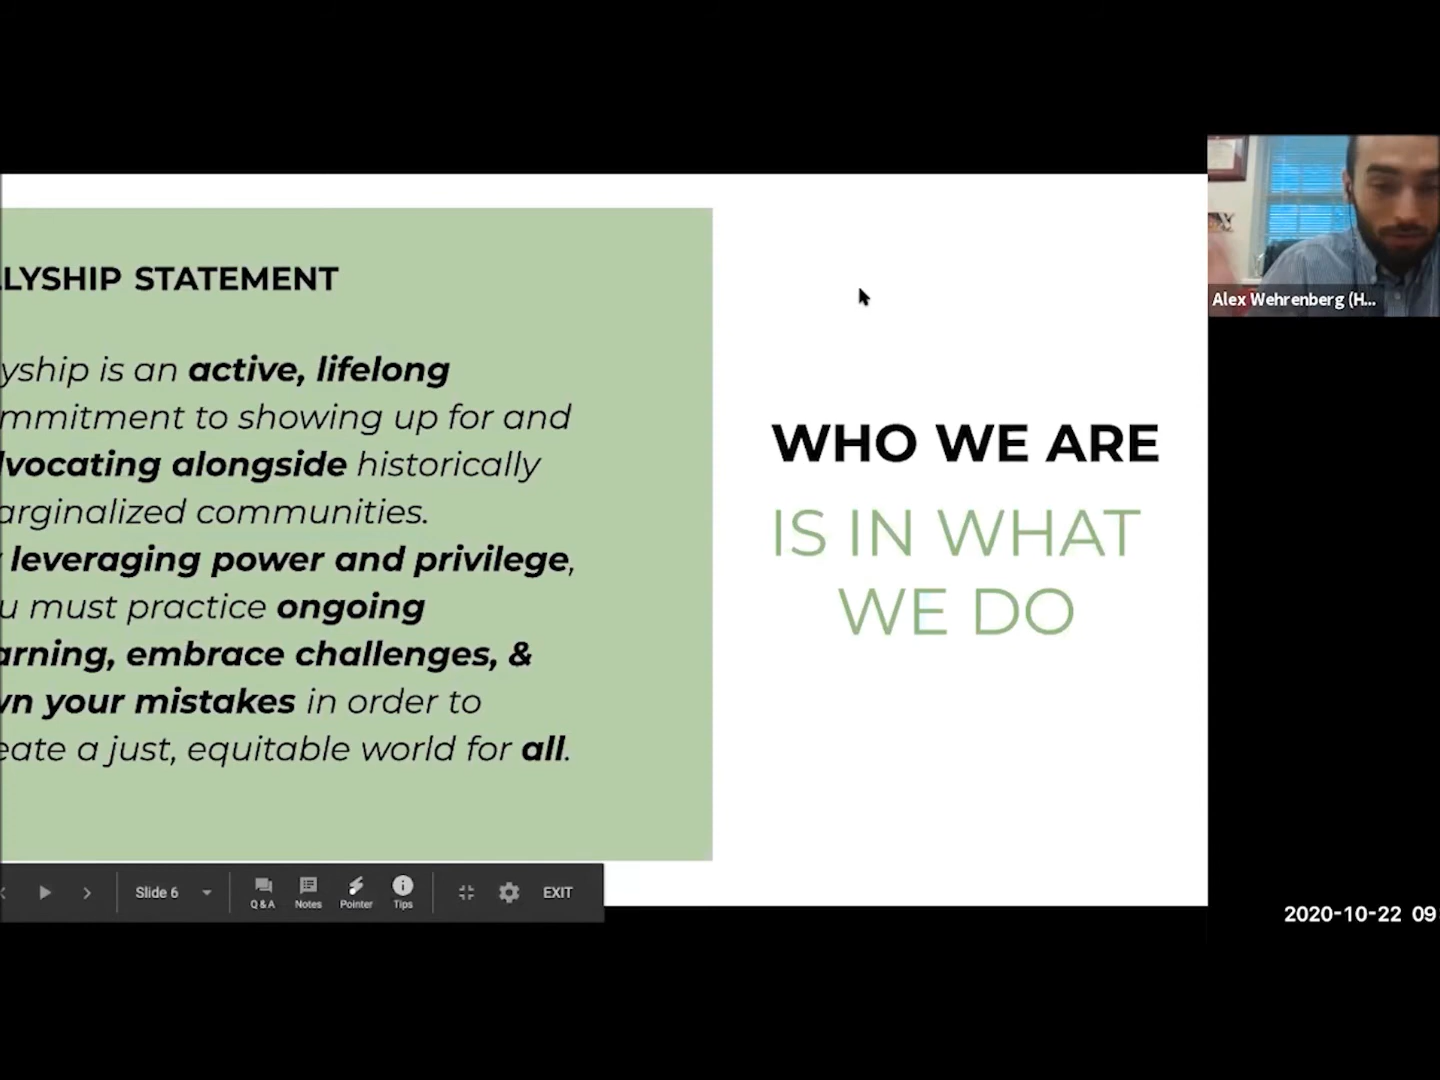 LLYSHIP STATEMENT
yship is an active, lifelong
mmitment to showing up for and
vocating alongside historically
arginalized communities.
leveraging power and privilege,
u must practice ongoing
arning, embrace challenges, &
wn your mistakes in order to
eate a just, equitable world for all.
WHO WE ARE
IS IN WHAT
WE DO
Alex Wehrenberg (H...
Slide 6
Q & A
Notes
Pointer
Tips
EXIT
2020-10-22 09